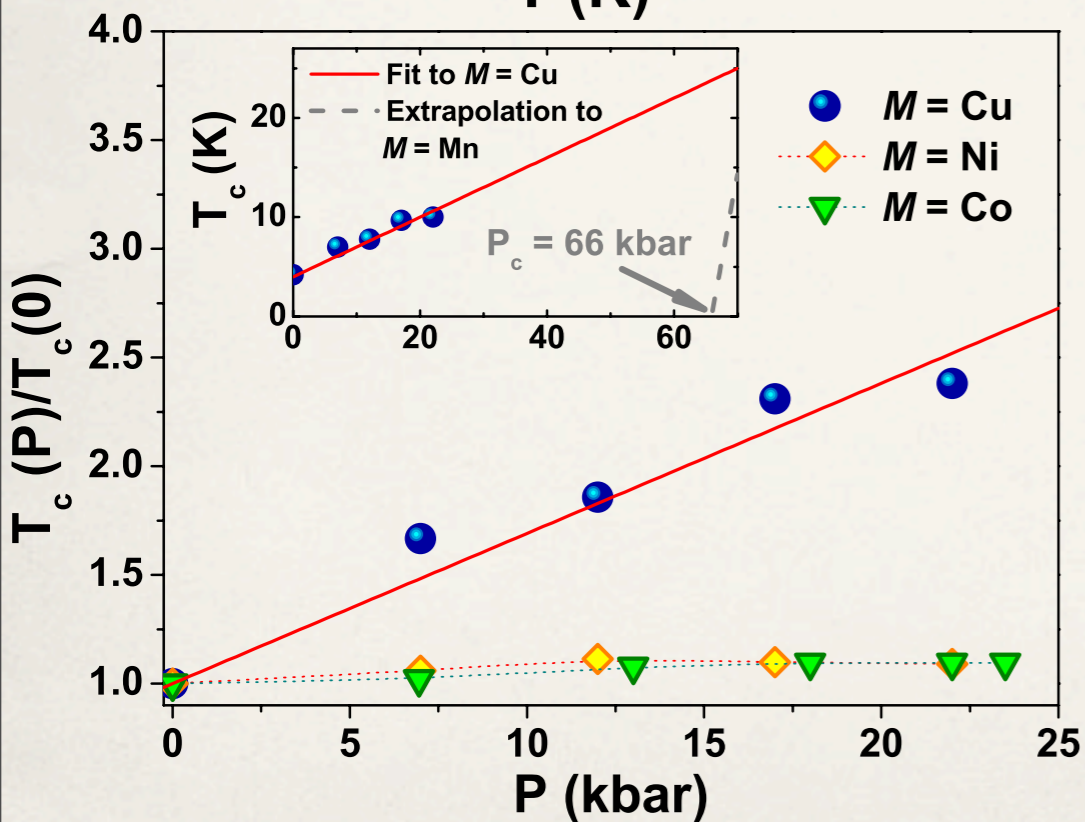 T (K)
4.0
3.5
3.0
2.5
2.0
1.5
1.0
T_c (P)/T_c(0)
0
5
10
15
20
25
P (kbar)
M = Cu
M = Ni
M = Co
Fit to M = Cu
Extrapolation to
M = Mn
T_c (K)
20
10
0
0
20
40
60
P_c = 66 kbar